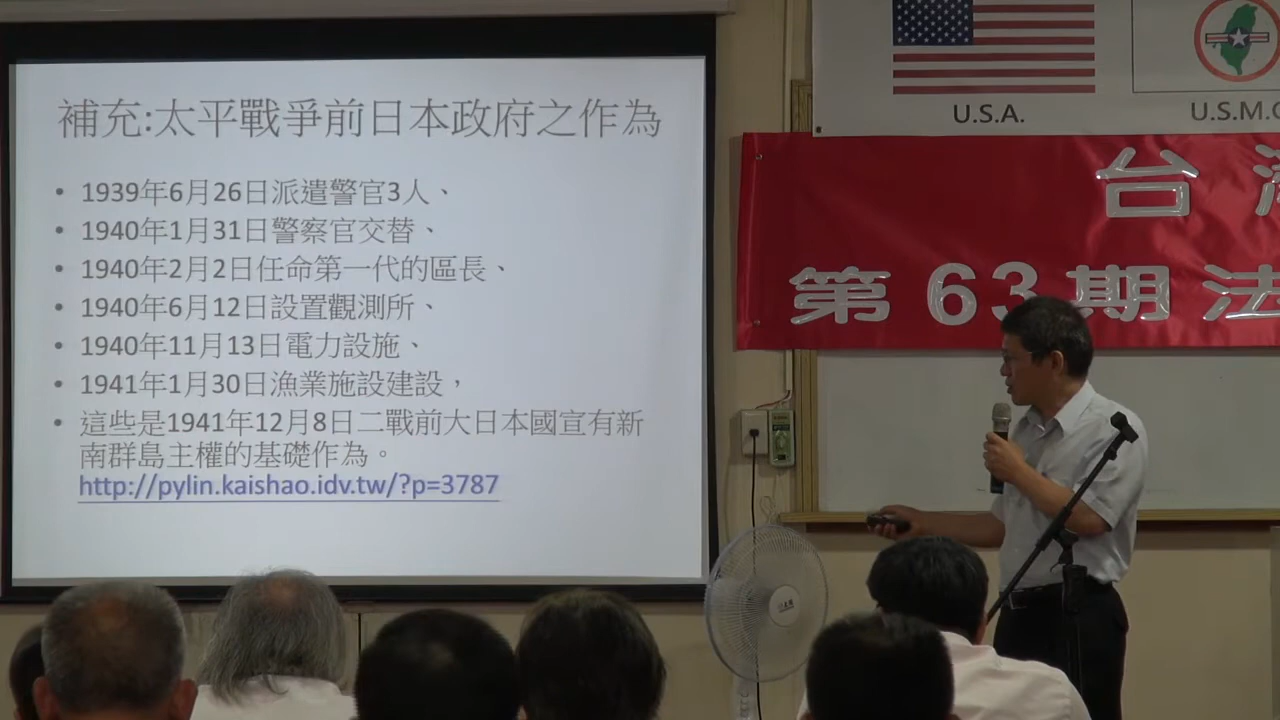 補充:太平戰爭前日本政府之作為
• 1939年6月26日派遣警官3人、
• 1940年1月31日警察官交替、
• 1940年2月2日任命第一代的區長、
• 1940年6月12日設置觀測所、
• 1940年11月13日電力設施、
• 1941年1月30日漁業施設建設，
• 這些是1941年12月8日二戰前大日本國宣有新
南群島主權的基礎作為。
http://pylin.kaishao.idv.tw/?p=3787
U.S.A.
U.S.M.G
台灣
第63期法